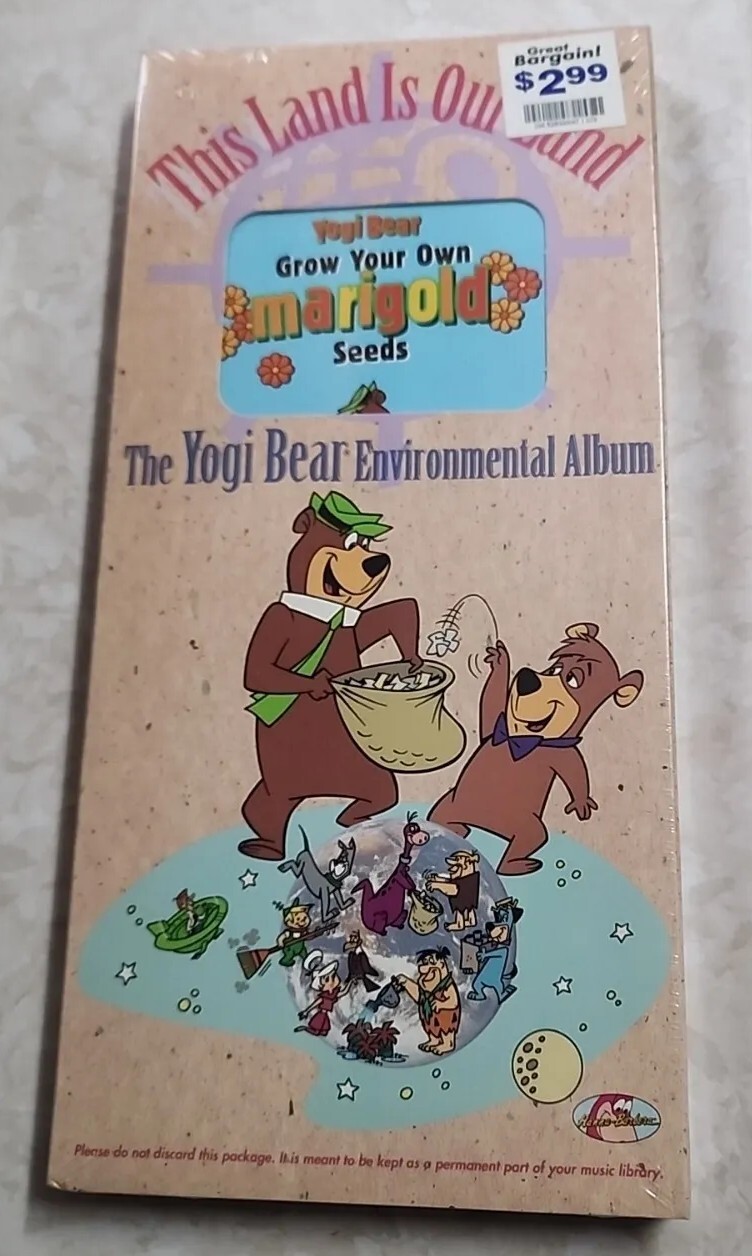 Great
Bargain!
$2.99
This Land Is Our Land
Yogi Bear
Grow Your Own
marigold
Seeds
The Yogi Bear Environmental Album
Hanna-Barbera
Please do not discard this package. It is meant to be kept as a permanent part of your music library.